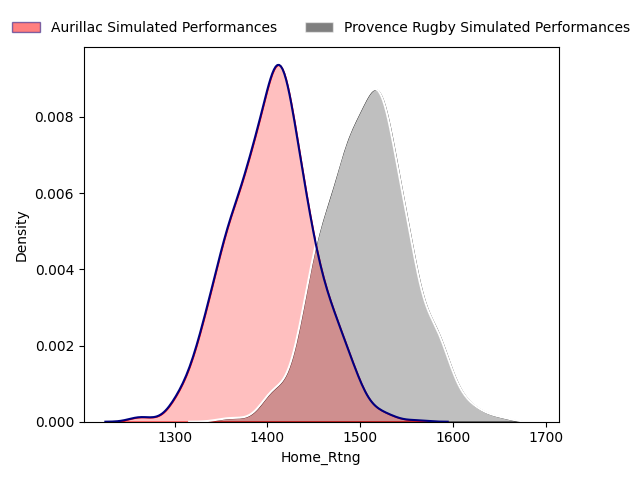 Aurillac Simulated Performances
Provence Rugby Simulated Performances
Density
0.008
0.006
0.004
0.002
0.000
1300 1400 1500 1600 1700
Home_Rtng